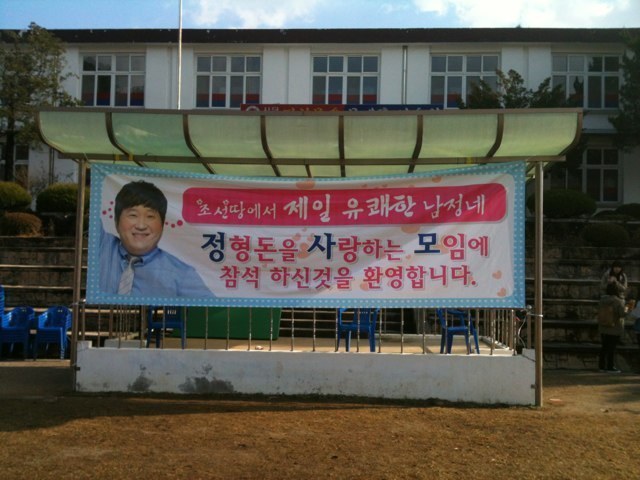 조선땅에서 제일 유쾌한 남정네
정형돈을 사랑하는 모임에
참석 하신것을 환영합니다.